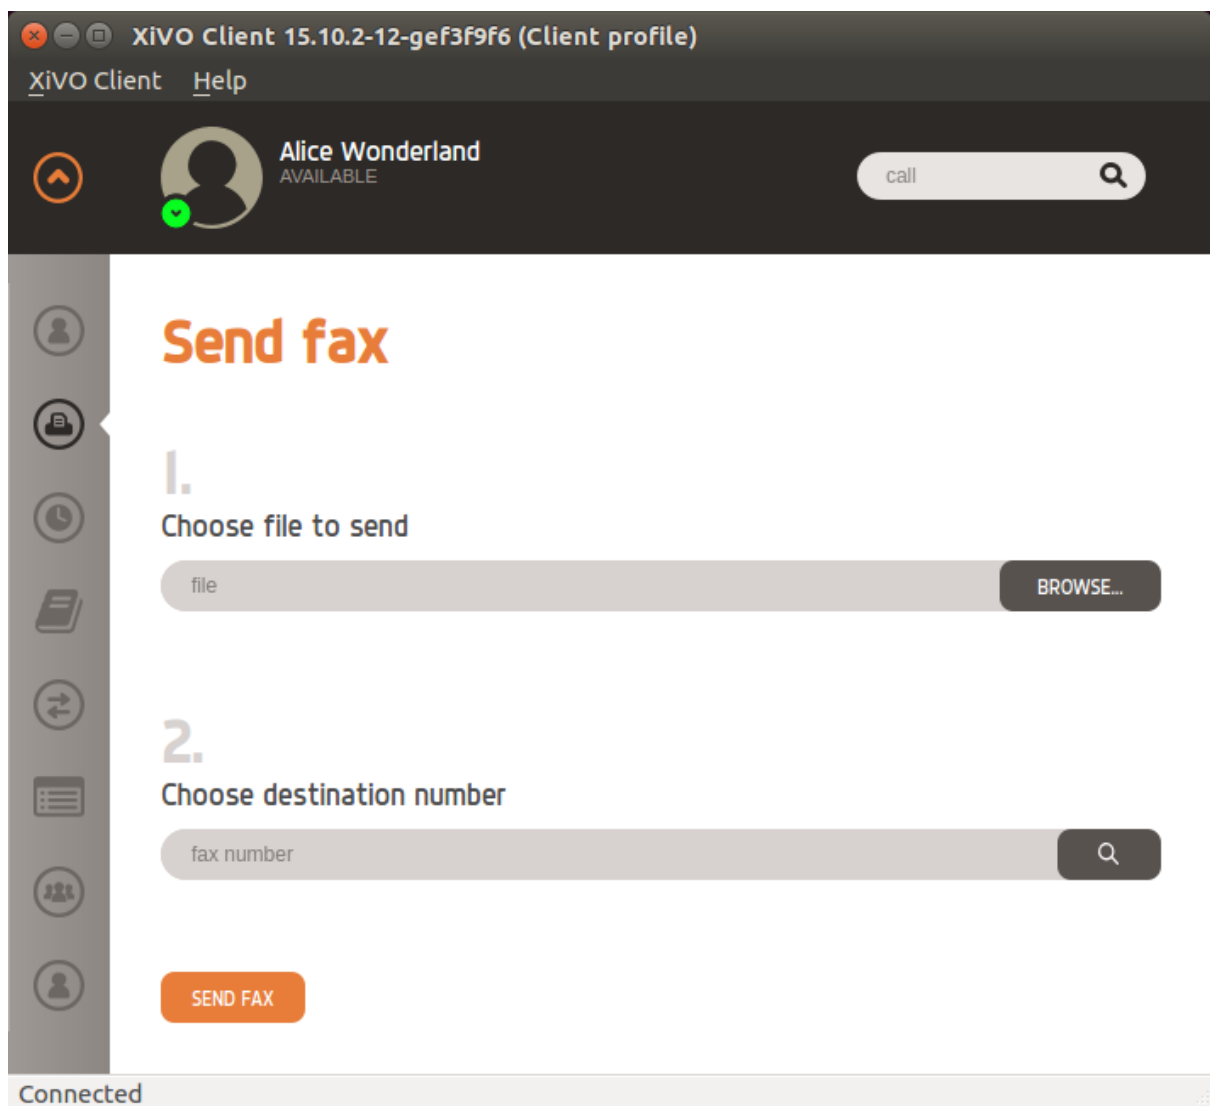 XiVO Client 15.10.2-12-gef3f9f6 (Client profile)
XiVO Client Help
Alice Wonderland
AVAILABLE
call
Send fax
1.
Choose file to send
file
BROWSE...
2.
Choose destination number
fax number
SEND FAX
Connected